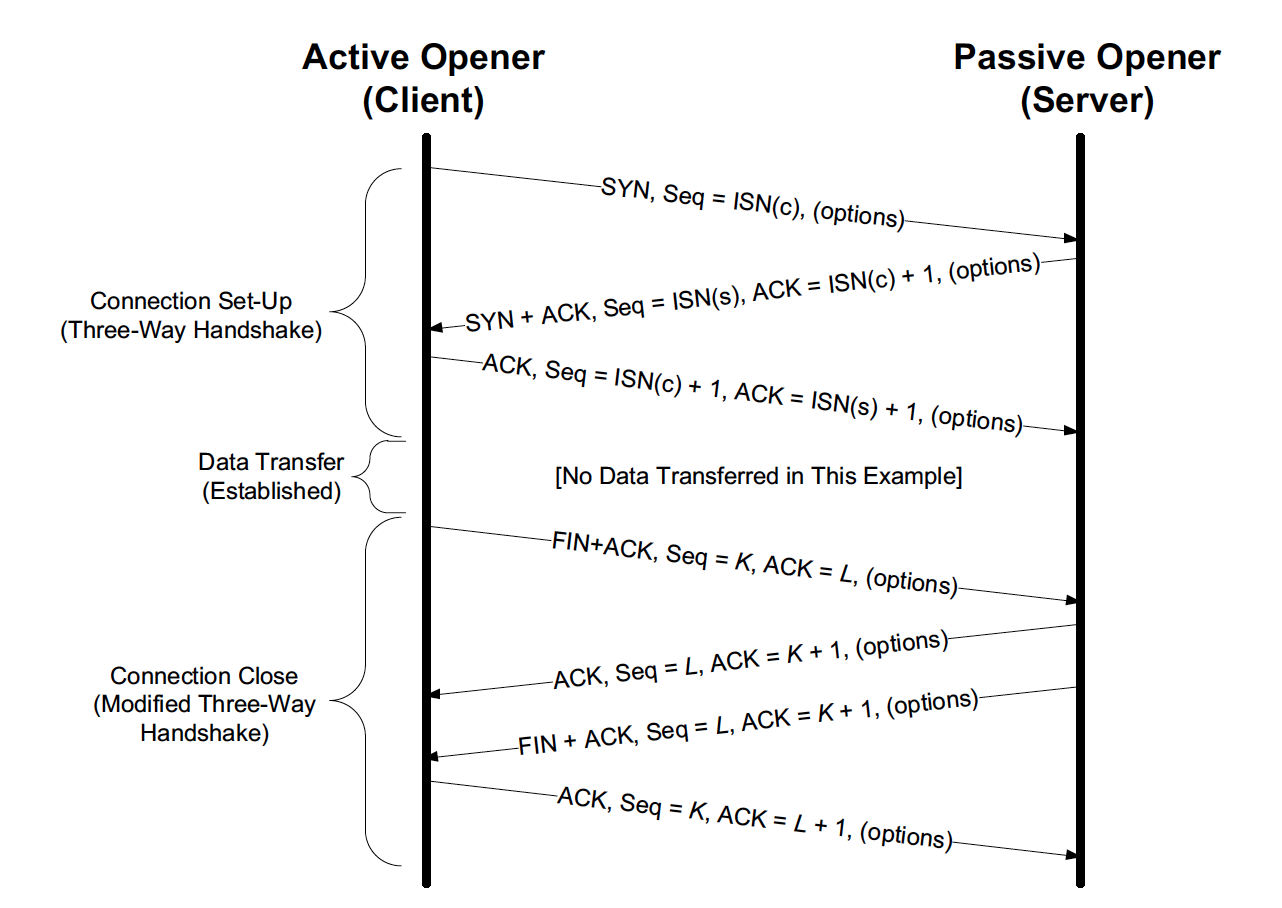 Active Opener
(Client)
Passive Opener
(Server)
SYN, Seq = ISN(c), (options)
SYN + ACK, Seq = ISN(s), ACK = ISN(c) + 1, (options)
Connection Set-Up
(Three-Way Handshake)
ACK, Seq = ISN(c) + 1, ACK = ISN(s) + 1, (options)
Data Transfer
(Established)
[No Data Transferred in This Example]
FIN+ACK, Seq = K, ACK = L, (options)
ACK, Seq = L, ACK = K + 1, (options)
Connection Close
(Modified Three-Way
Handshake)
FIN + ACK, Seq = L, ACK = K + 1, (options)
ACK, Seq = K, ACK = L + 1, (options)